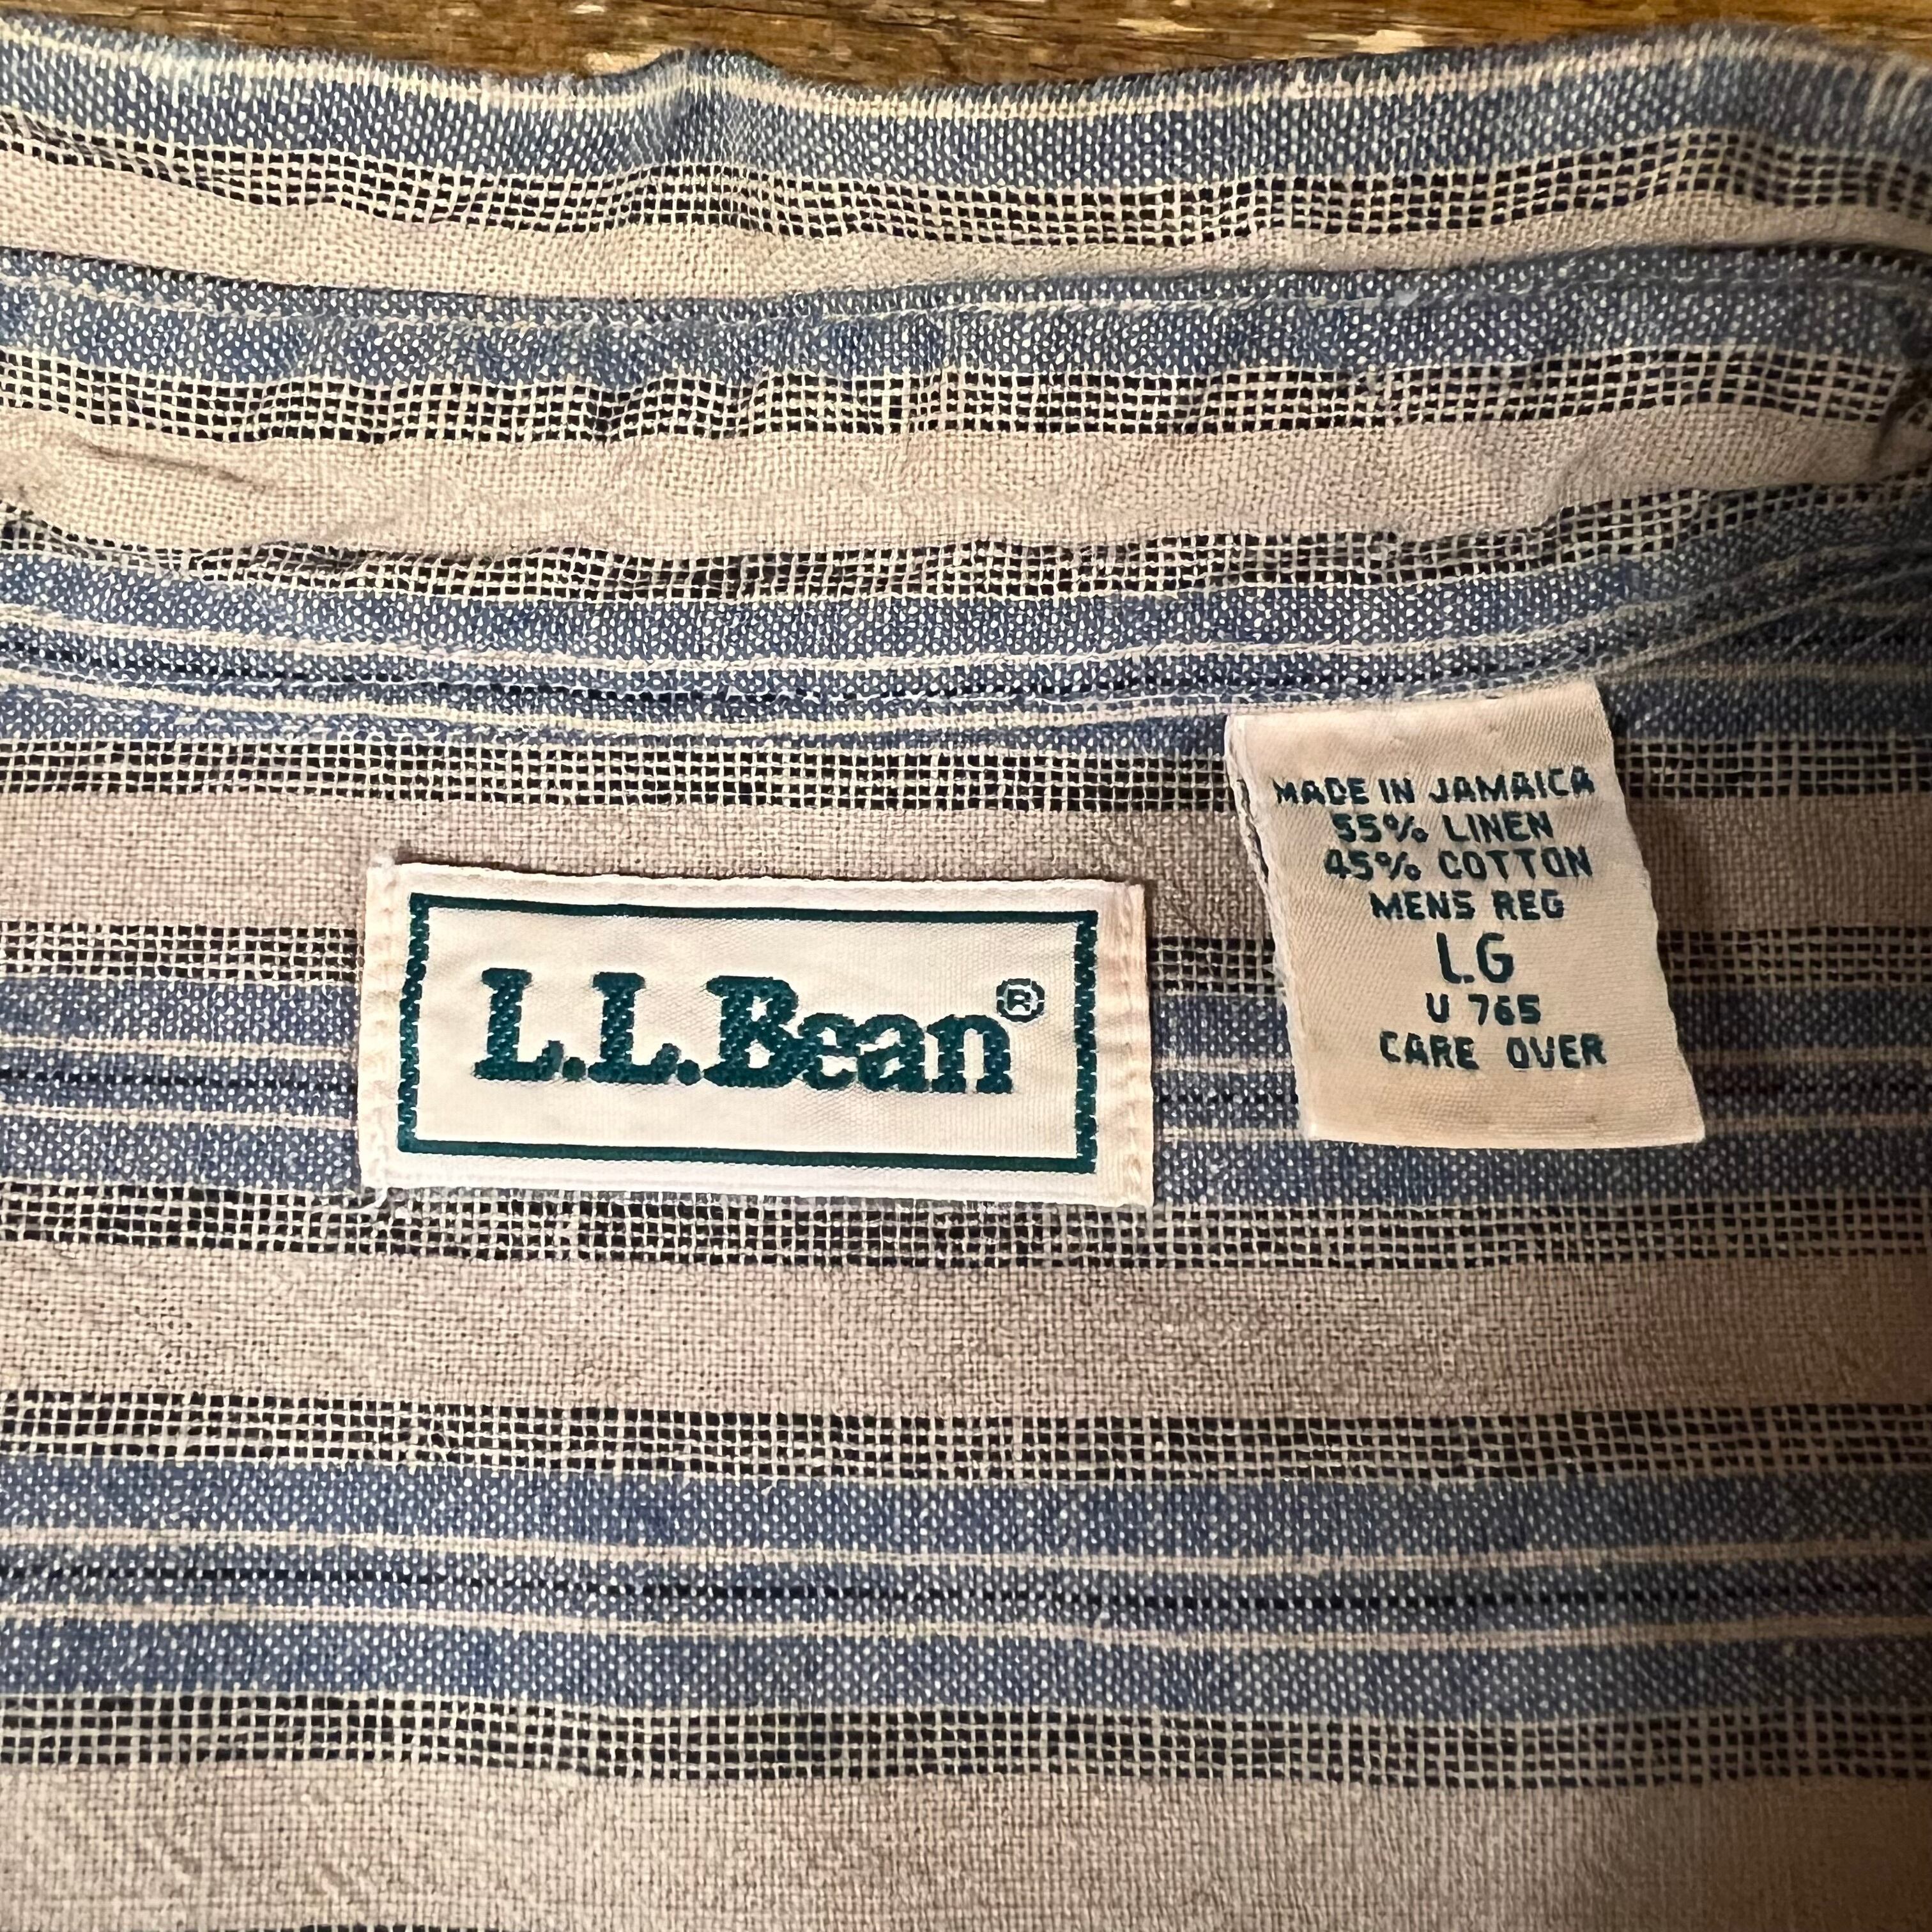 L.L.Bean®
MADE IN JAMAICA
55% LINEN
45% COTTON
MENS REG
LG
U 765
CARE OVER